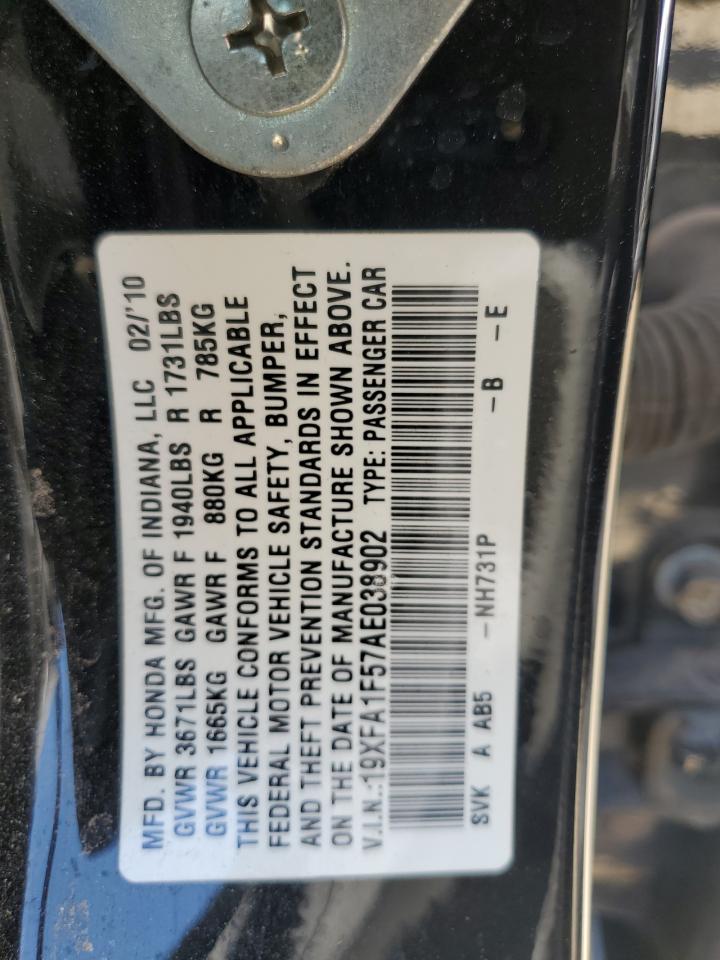 MFD. BY HONDA MFG. OF INDIANA, LLC 02/'10
GVWR 3671LBS GAWR F 1940LBS R 1731LBS
GVWR 1665KG GAWR F 880KG R 785KG
THIS VEHICLE CONFORMS TO ALL APPLICABLE
FEDERAL MOTOR VEHICLE SAFETY, BUMPER,
AND THEFT PREVENTION STANDARDS IN EFFECT
ON THE DATE OF MANUFACTURE SHOWN ABOVE.
V.I.N.:19XFA1F57AE038902 TYPE: PASSENGER CAR
SVK A AB5 -NH731P -B -E